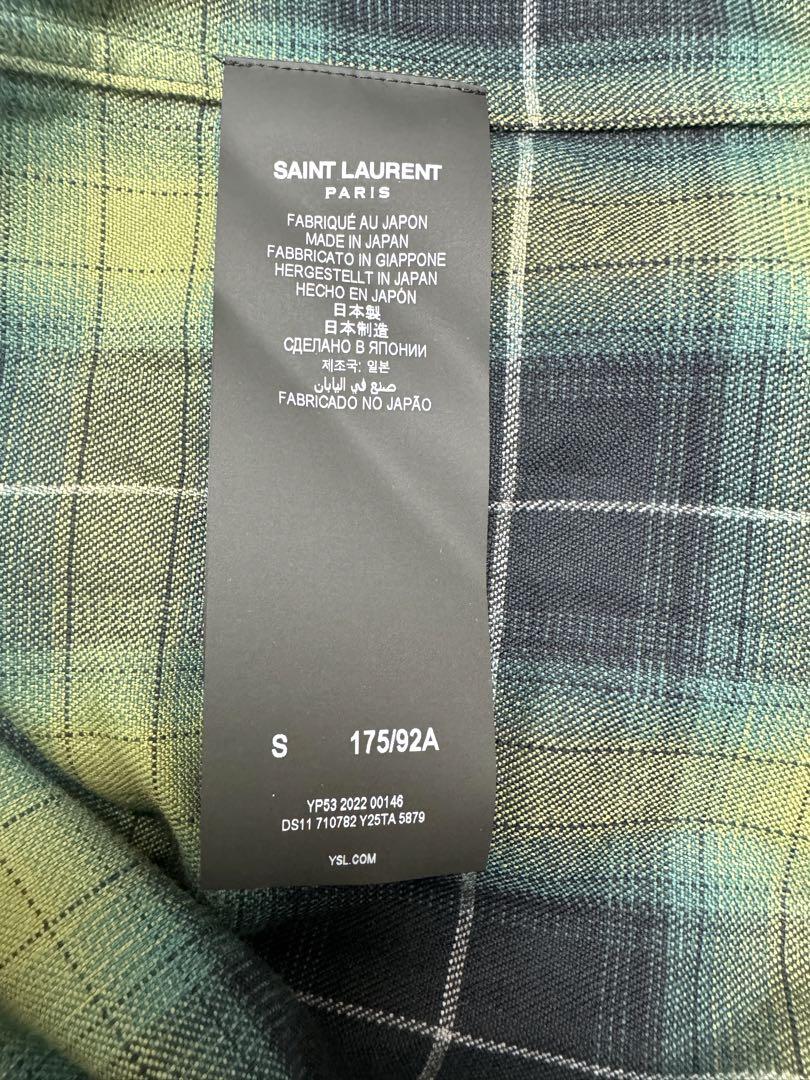 SAINT LAURENT
PARIS
FABRIQUÉ AU JAPON
MADE IN JAPAN
FABBRICATO IN GIAPPONE
HERGESTELLT IN JAPAN
HECHO EN JAPÓN
日本製
日本制造
СДЕЛАНО В ЯПОНИИ
제조국: 일본
صنع في اليابان
FABRICADO NO JAPÃO
S 175/92A
YP53 2022 00146
DS11 710782 Y25TA 5879
YSL.COM